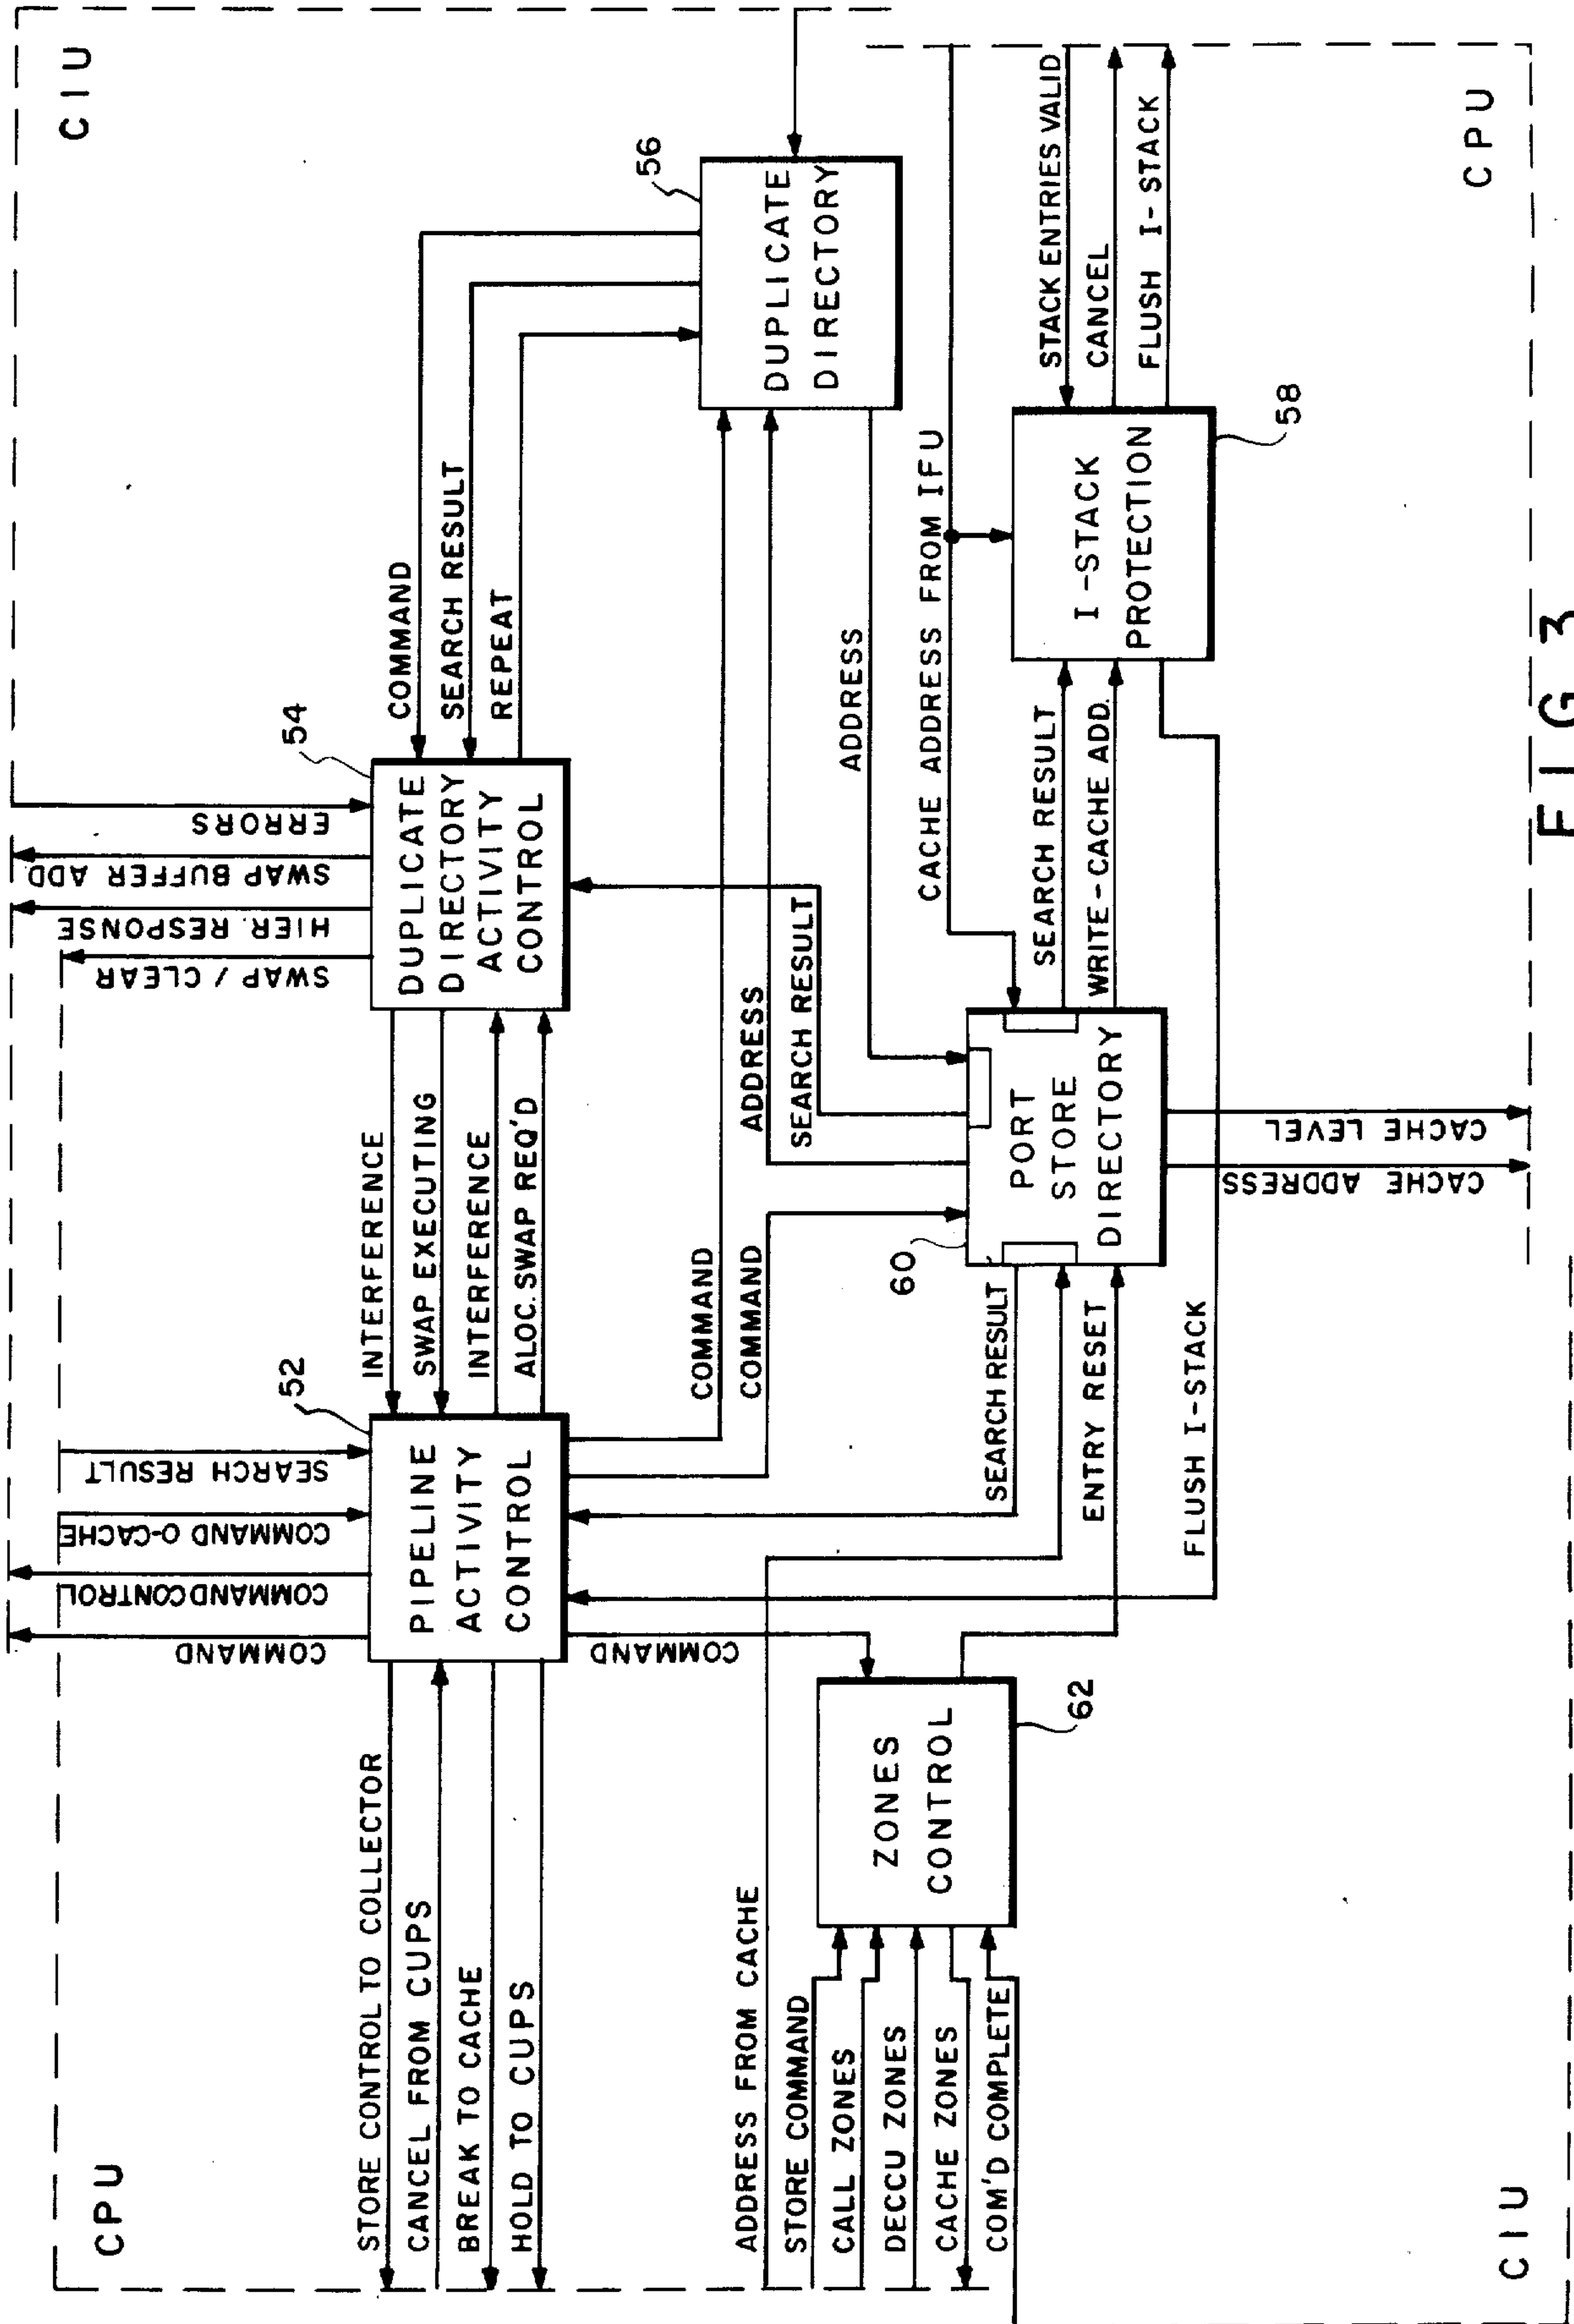 CPU
CIU
COMMAND
COMMAND CONTROL
COMMAND O-CACHE
SEARCH RESULT
SWAP / CLEAR
HIER. RESPONSE
SWAP BUFFER ADD
ERRORS
STORE CONTROL TO COLLECTOR
CANCEL FROM CUPS
BREAK TO CACHE
HOLD TO CUPS
52
PIPELINE
ACTIVITY
CONTROL
INTERFERENCE
SWAP EXECUTING
INTERFERENCE
ALOC. SWAP REQ'D
54
DUPLICATE
DIRECTORY
ACTIVITY
CONTROL
COMMAND
SEARCH RESULT
REPEAT
56
DUPLICATE
DIRECTORY
COMMAND
COMMAND
COMMAND
ADDRESS
SEARCH RESULT
ADDRESS
CACHE ADDRESS FROM IFU
ADDRESS FROM CACHE
STORE COMMAND
CALL ZONES
DECCU ZONES
CACHE ZONES
COM'D COMPLETE
ZONES
CONTROL
62
SEARCH RESULT
ENTRY RESET
FLUSH I-STACK
60
PORT
STORE
DIRECTORY
SEARCH RESULT
WRITE-CACHE ADD.
I-STACK
PROTECTION
58
STACK ENTRIES VALID
CANCEL
FLUSH I-STACK
CACHE ADDRESS
CACHE LEVEL
CIU
CPU
FIG 3